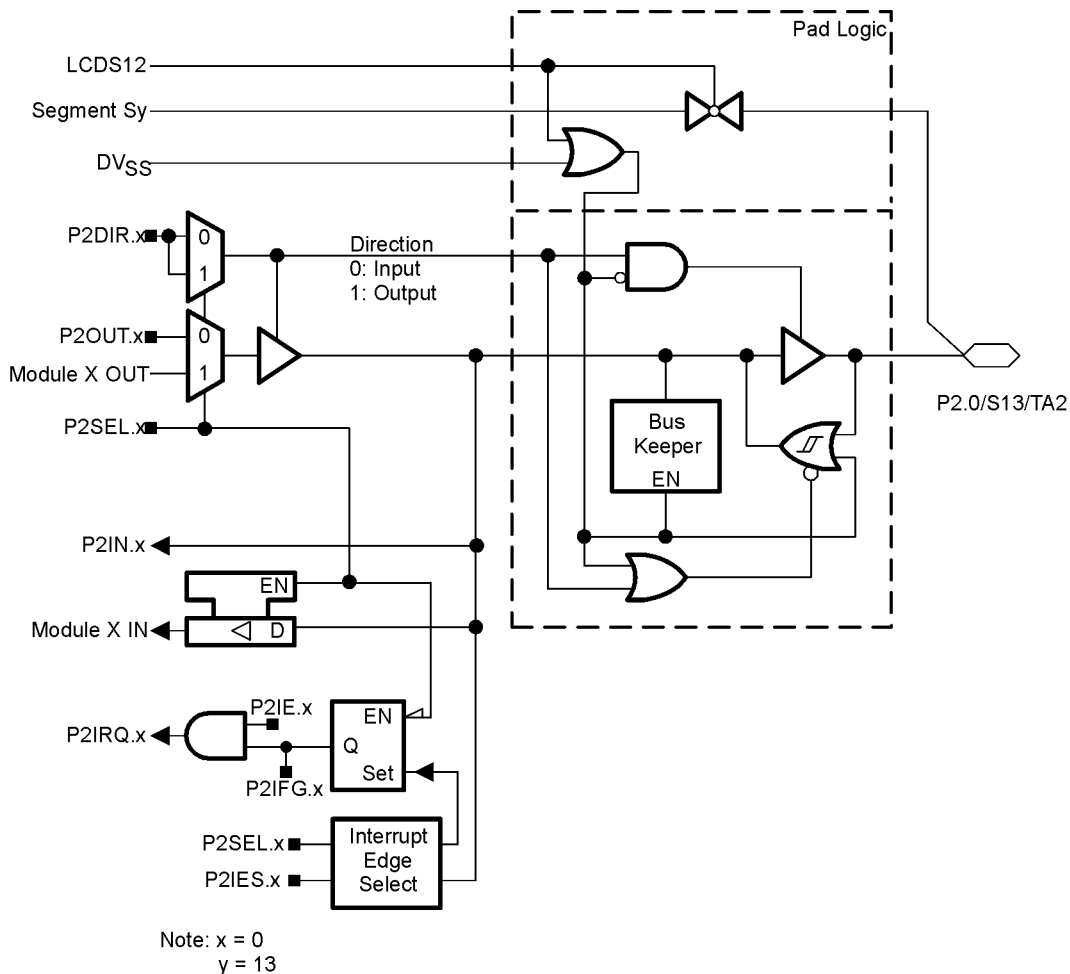 Pad Logic
LCDS12
Segment Sy
DVSS
P2DIR.x
0
1
Direction
0: Input
1: Output
P2OUT.x
0
Module X OUT
1
P2SEL.x
P2.0/S13/TA2
Bus
Keeper
EN
P2IN.x
EN
Module X IN
D
P2IE.x
P2IRQ.x
EN
Q
Set
P2IFG.x
P2SEL.x
P2IES.x
Interrupt
Edge
Select
Note: x = 0
y = 13